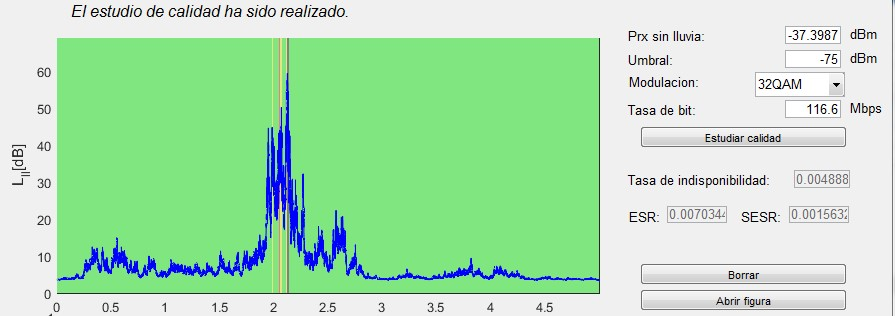 El estudio de calidad ha sido realizado.
Prx sin lluvia: -37.3987 dBm
Umbral: -75 dBm
Modulacion: 32QAM
Tasa de bit: 116.6 Mbps
Estudiar calidad
Tasa de indisponibilidad: 0.004888
ESR: 0.0070344 SESR: 0.0015632
Borrar
Abrir figura
L_ll[dB]
60
50
40
30
20
10
0
0 0.5 1 1.5 2 2.5 3 3.5 4 4.5